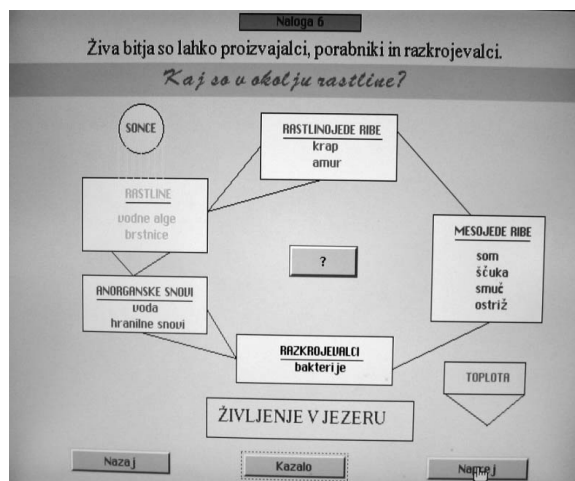 Naloga 6
Živa bitja so lahko proizvajalci, porabniki in razkrojevalci.
Kaj so v okolju rastline?
SONCE
RASTLINOJEDE RIBE
krap
amur
RASTLINE
vodne alge
brstnice
MESOJEDE RIBE
som
ščuka
smuč
ostriž
?
ANORGANSKE SNOVI
voda
hranilne snovi
RAZKROJEVALCI
bakterije
TOPLOTA
ŽIVLJENJE V JEZERU
Nazaj
Kazalo
Naprej